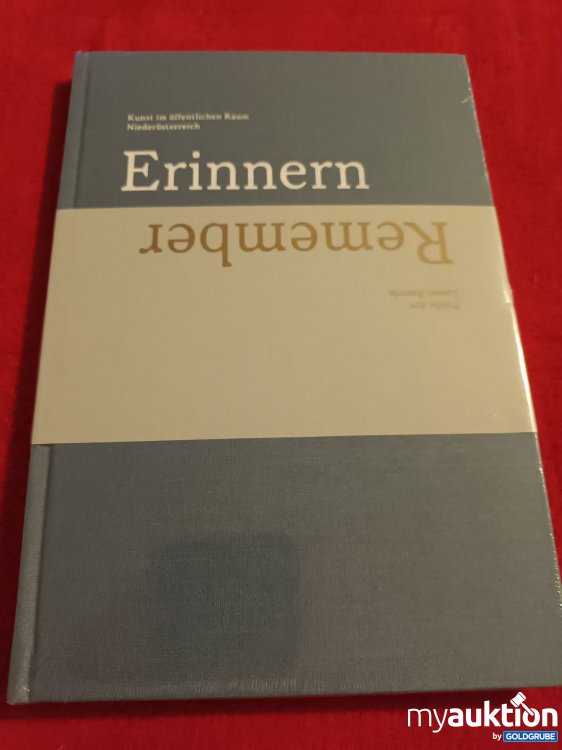 Kunst im öffentlichen Raum
Niederösterreich
Erinnern
Remember
Public Art
Lower Austria
myauktion
by GOLDGRUBE